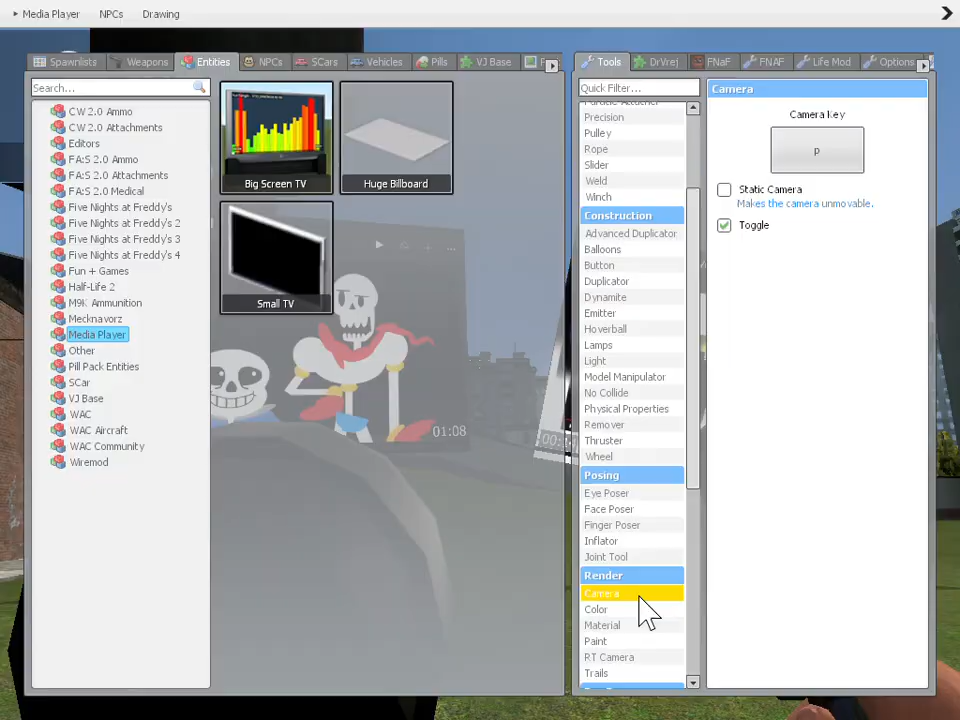 Media Player NPCs Drawing
Spawnlists Weapons Entities NPCs SCars Vehicles Pills VJ Base F
Tools DrVrej FNaF FNAF Life Mod Options
Search...
CW 2.0 Ammo
CW 2.0 Attachments
Editors
FA:S 2.0 Ammo
FA:S 2.0 Attachments
FA:S 2.0 Medical
Five Nights at Freddy's
Five Nights at Freddy's 2
Five Nights at Freddy's 3
Five Nights at Freddy's 4
Fun + Games
Half-Life 2
M9K Ammunition
Mecknavorz
Media Player
Other
Pill Pack Entities
SCar
VJ Base
WAC
WAC Aircraft
WAC Community
Wiremod
Big Screen TV
Huge Billboard
Small TV
01:08
Quick Filter...
Particle Attacher
Precision
Pulley
Rope
Slider
Weld
Winch
Construction
Advanced Duplicator
Balloons
Button
Duplicator
Dynamite
Emitter
Hoverball
Lamps
Light
Model Manipulator
No Collide
Physical Properties
Remover
Thruster
Wheel
Posing
Eye Poser
Face Poser
Finger Poser
Inflator
Joint Tool
Render
Camera
Color
Material
Paint
RT Camera
Trails
Camera
Camera Key
p
Static Camera
Makes the camera unmovable.
Toggle